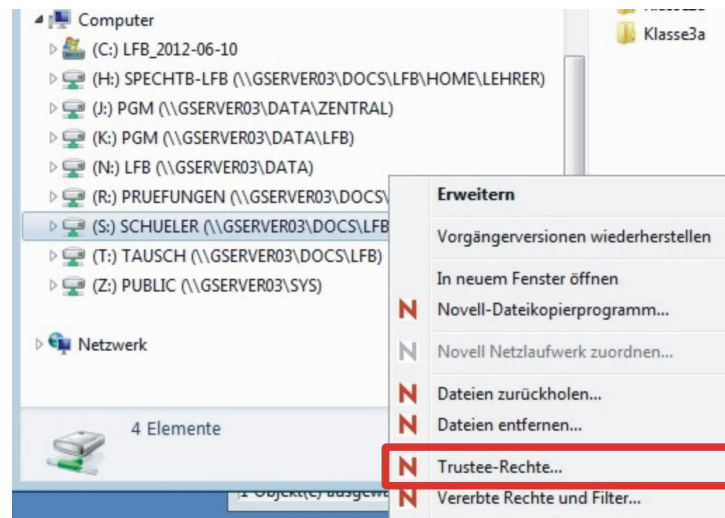 Computer
(C:) LFB_2012-06-10
(H:) SPECHTB-LFB (\\GSERVER03\DOCS\LFB\HOME\LEHRER)
(J:) PGM (\\GSERVER03\DATA\ZENTRAL)
(K:) PGM (\\GSERVER03\DATA\LFB)
(N:) LFB (\\GSERVER03\DATA)
(R:) PRUEFUNGEN (\\GSERVER03\DOCS\
(S:) SCHUELER (\\GSERVER03\DOCS\LFB
(T:) TAUSCH (\\GSERVER03\DOCS\LFB)
(Z:) PUBLIC (\\GSERVER03\SYS)
Netzwerk
4 Elemente
Klasse3a
Erweitern
Vorgängerversionen wiederherstellen
In neuem Fenster öffnen
N Novell-Dateikopierprogramm...
N Novell Netzlaufwerk zuordnen...
N Dateien zurückholen...
N Dateien entfernen...
N Trustee-Rechte...
N Vererbte Rechte und Filter...